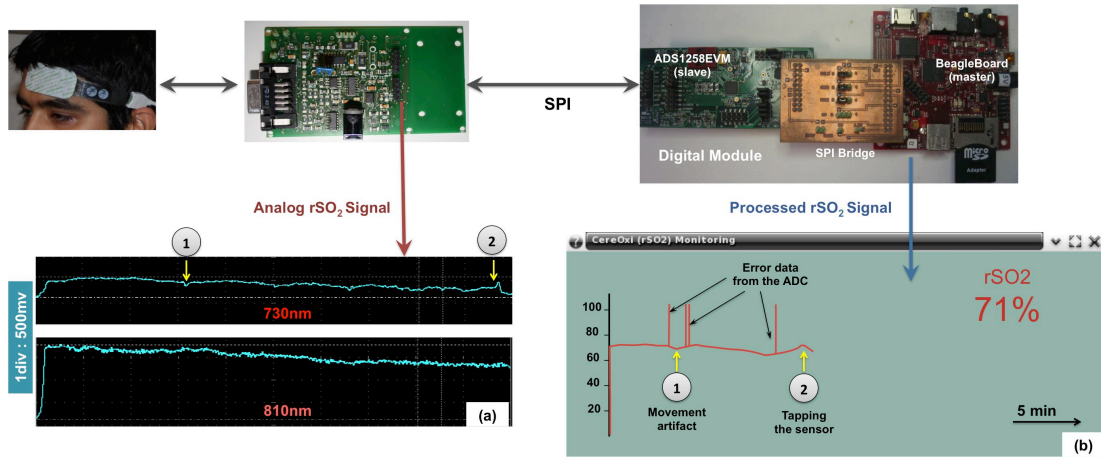 ADS1258EVM
(slave)
BeagleBoard
(master)
SPI
Digital Module
SPI Bridge
Micro
SD
Adapter
Analog rSO2 Signal
Processed rSO2 Signal
1
2
1div : 500mv
730nm
810nm
(a)
CereOxi (rSO2) Monitoring
Error data
from the ADC
rSO2
71%
100
80
60
40
20
1
2
Movement
artifact
Tapping
the sensor
5 min
(b)